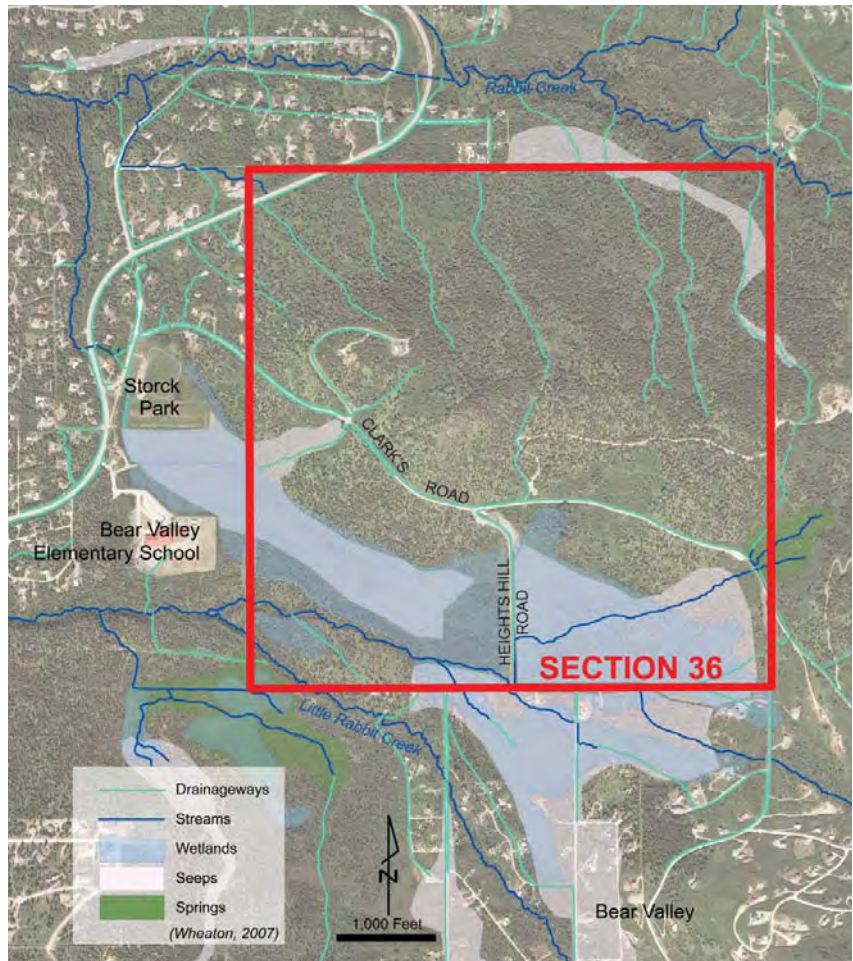 Rabbit Creek
Storck
Park
CLARK'S
ROAD
Bear Valley
Elementary School
HEIGHTS HILL
ROAD
SECTION 36
Little Rabbit Creek
Drainageways
Streams
Wetlands
Seeps
Springs
(Wheaton, 2007)
N
1,000 Feet
Bear Valley